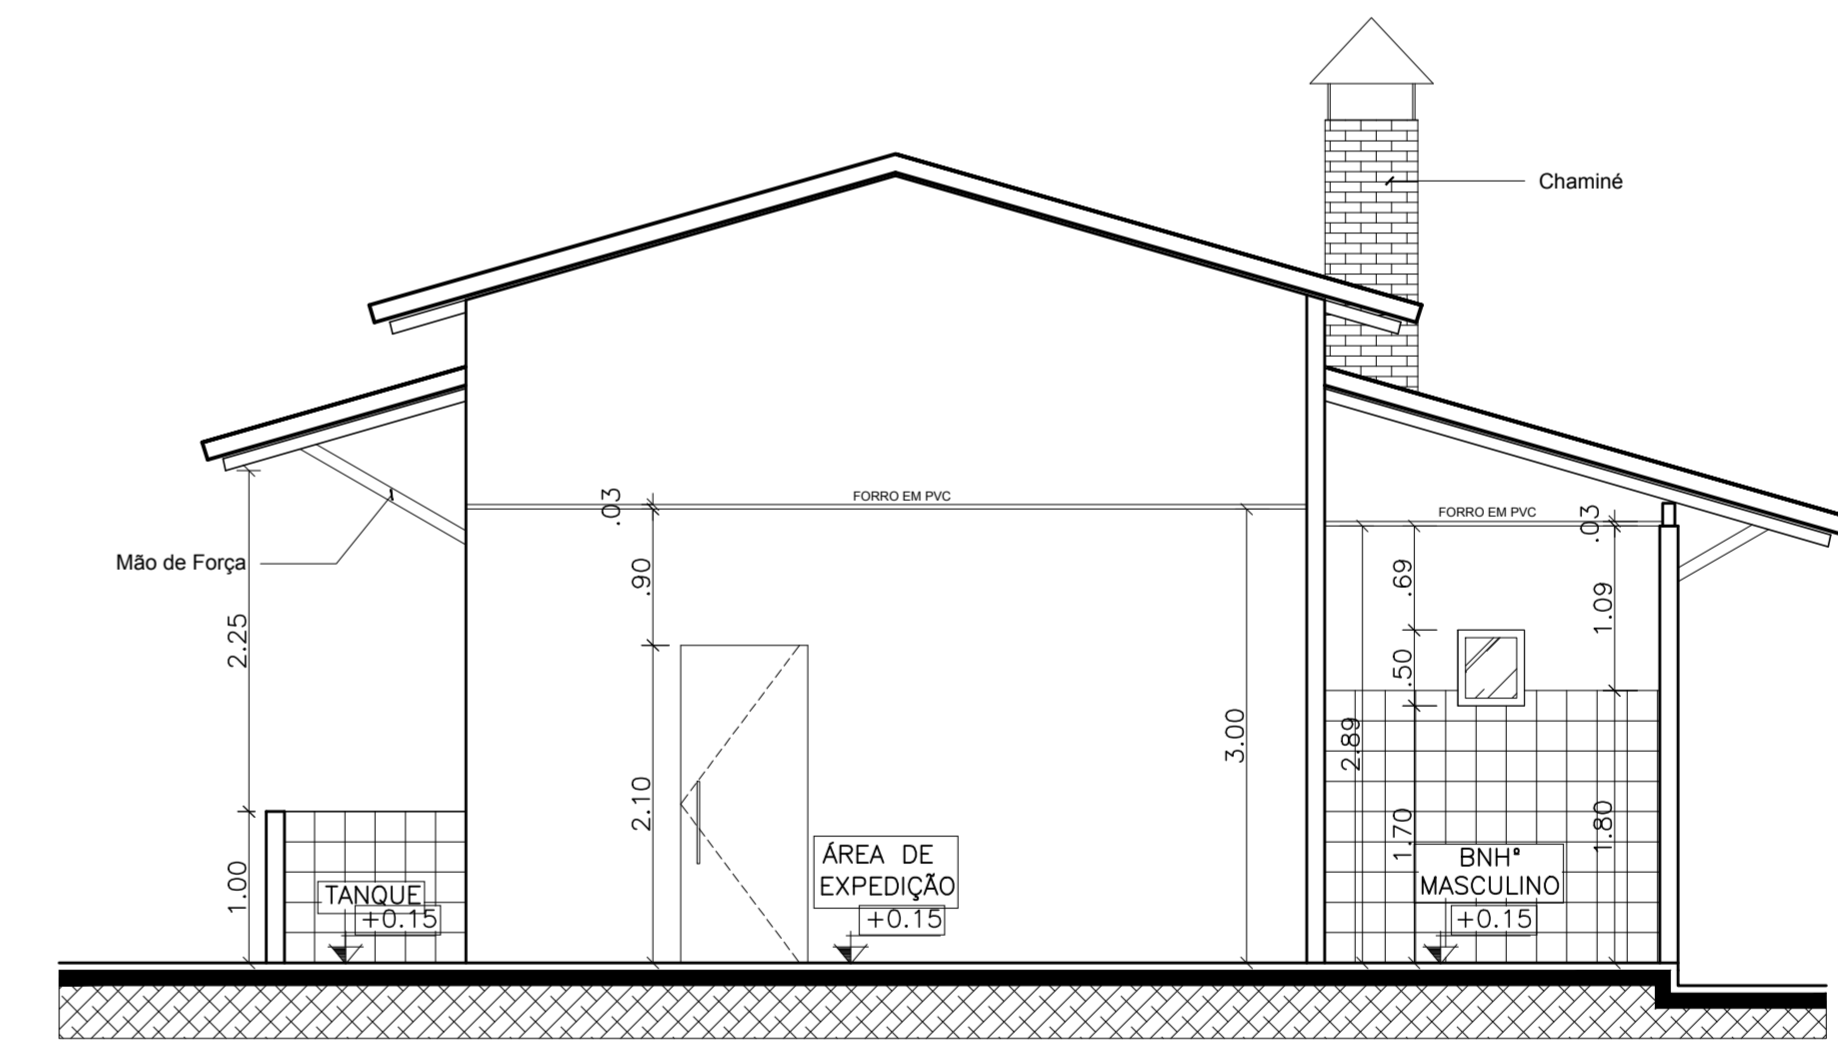 Chaminé
.03
FORRO EM PVC
FORRO EM PVC
.03
Mão de Força
.90
.69
1.09
2.25
.50
3.00
2.89
2.10
1.70
1.80
1.00
TANQUE
+0.15
ÁREA DE
EXPEDIÇÃO
+0.15
BNHº
MASCULINO
+0.15